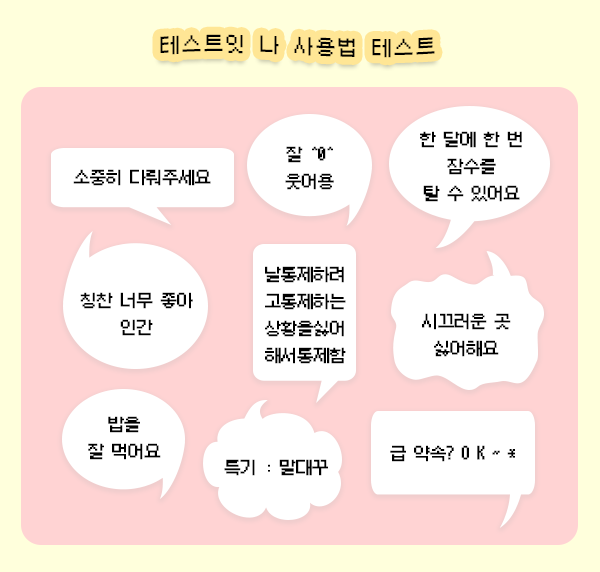 테스트잇 나 사용법 테스트
소중히 다뤄주세요
잘 ^0^
웃어용
한 달에 한 번
잠수를
탈 수 있어요
칭찬 너무 좋아
인간
날통제하려
고통제하는
상황을싫어
해서통제함
시끄러운 곳
싫어해요
밥을
잘 먹어요
특기 : 말대꾸
급 약속? O K ~ *